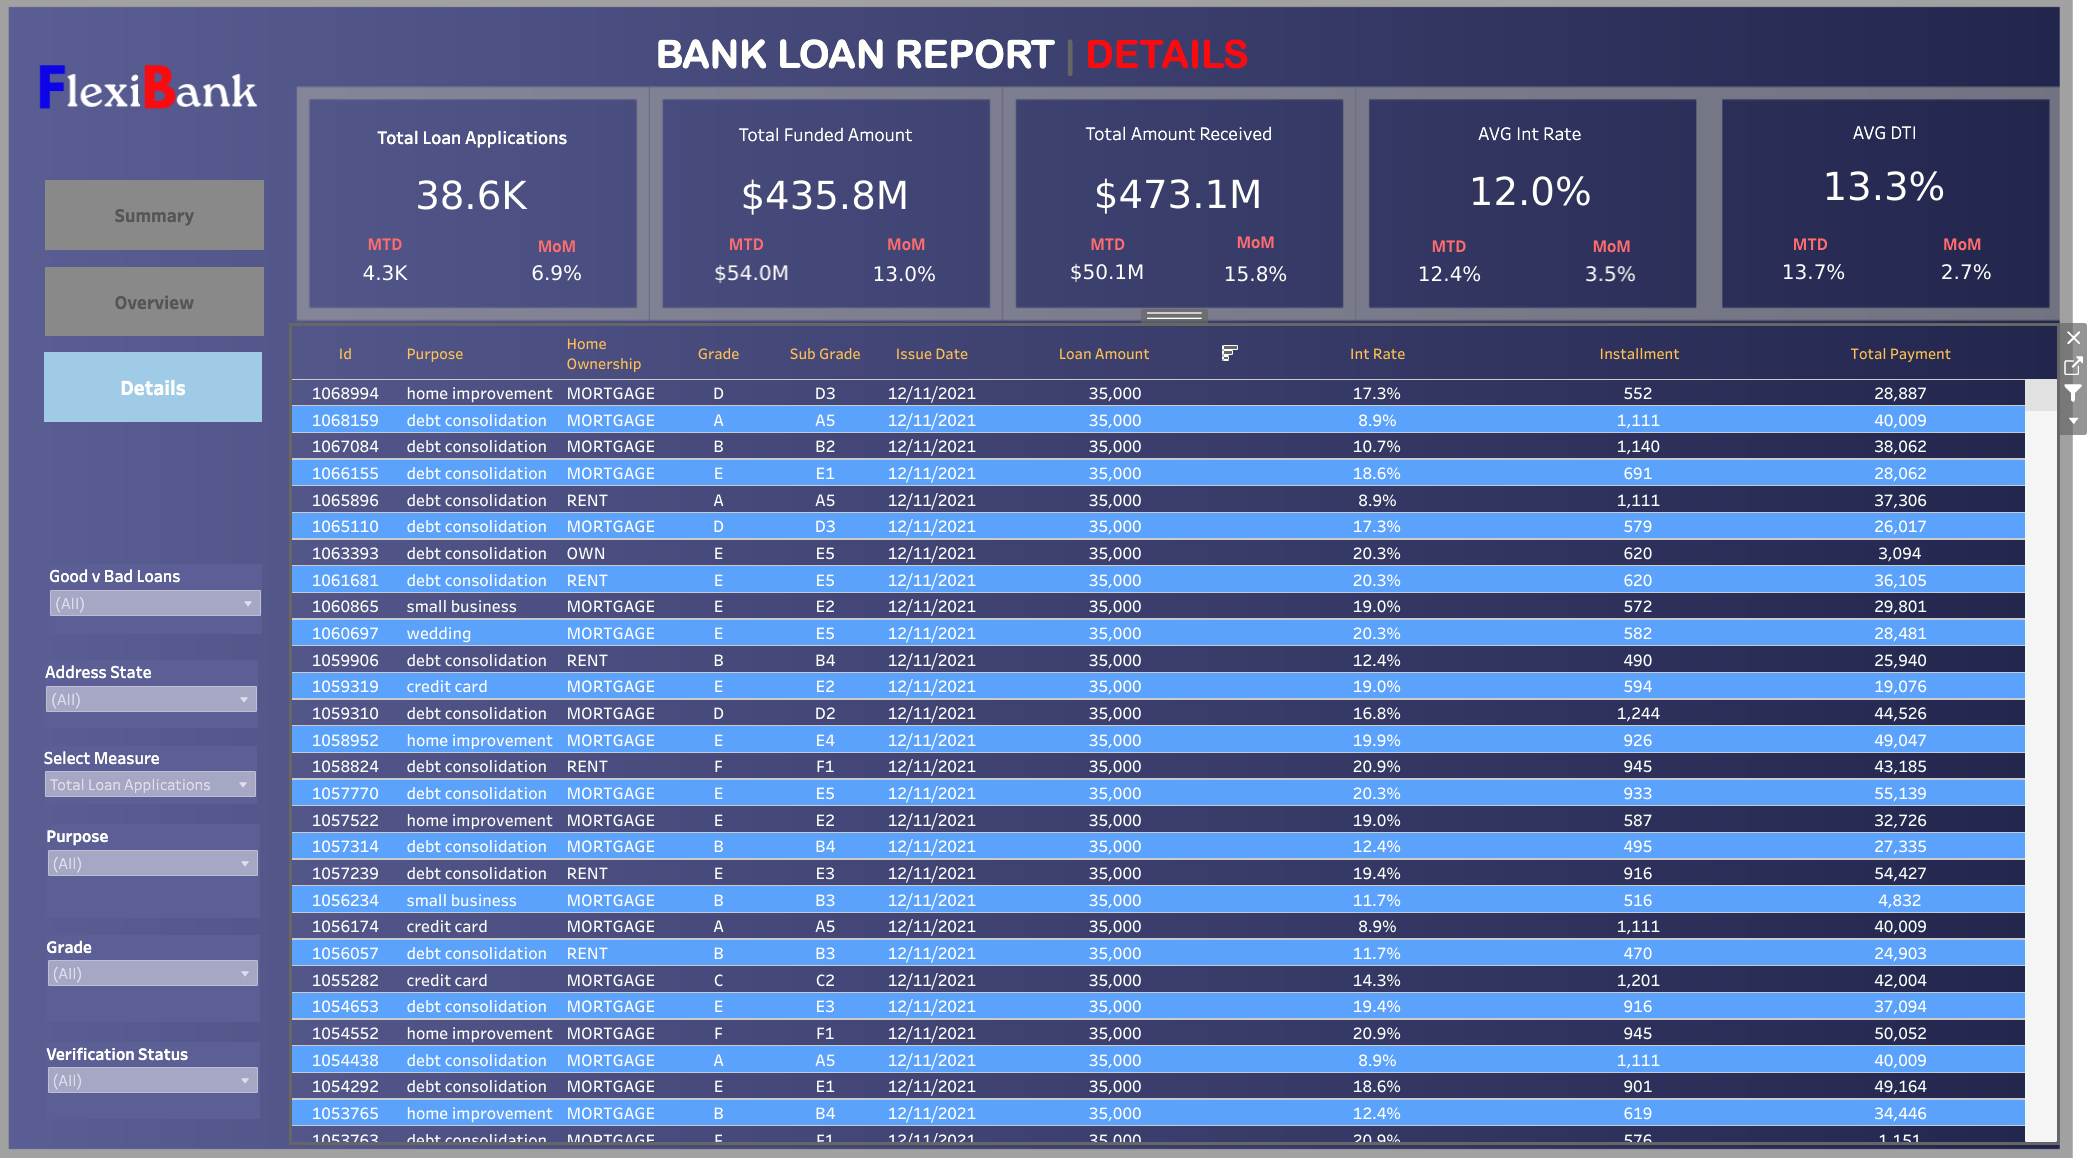 BANK LOAN REPORT | DETAILS
FlexiBank
Summary
Overview
Details
Good v Bad Loans
(All)
Address State
(All)
Select Measure
Total Loan Applications
Purpose
(All)
Grade
(All)
Verification Status
(All)
Total Loan Applications
38.6K
MTD MoM
4.3K 6.9%
Total Funded Amount
$435.8M
MTD MoM
$54.0M 13.0%
Total Amount Received
$473.1M
MTD MoM
$50.1M 15.8%
AVG Int Rate
12.0%
MTD MoM
12.4% 3.5%
AVG DTI
13.3%
MTD MoM
13.7% 2.7%
Id Purpose Home Ownership Grade Sub Grade Issue Date Loan Amount Int Rate Installment Total Payment
1068994 home improvement MORTGAGE D D3 12/11/2021 35,000 17.3% 552 28,887
1068159 debt consolidation MORTGAGE A A5 12/11/2021 35,000 8.9% 1,111 40,009
1067084 debt consolidation MORTGAGE B B2 12/11/2021 35,000 10.7% 1,140 38,062
1066155 debt consolidation MORTGAGE E E1 12/11/2021 35,000 18.6% 691 28,062
1065896 debt consolidation RENT A A5 12/11/2021 35,000 8.9% 1,111 37,306
1065110 debt consolidation MORTGAGE D D3 12/11/2021 35,000 17.3% 579 26,017
1063393 debt consolidation OWN E E5 12/11/2021 35,000 20.3% 620 3,094
1061681 debt consolidation RENT E E5 12/11/2021 35,000 20.3% 620 36,105
1060865 small business MORTGAGE E E2 12/11/2021 35,000 19.0% 572 29,801
1060697 wedding MORTGAGE E E5 12/11/2021 35,000 20.3% 582 28,481
1059906 debt consolidation RENT B B4 12/11/2021 35,000 12.4% 490 25,940
1059319 credit card MORTGAGE E E2 12/11/2021 35,000 19.0% 594 19,076
1059310 debt consolidation MORTGAGE D D2 12/11/2021 35,000 16.8% 1,244 44,526
1058952 home improvement MORTGAGE E E4 12/11/2021 35,000 19.9% 926 49,047
1058824 debt consolidation RENT F F1 12/11/2021 35,000 20.9% 945 43,185
1057770 debt consolidation MORTGAGE E E5 12/11/2021 35,000 20.3% 933 55,139
1057522 home improvement MORTGAGE E E2 12/11/2021 35,000 19.0% 587 32,726
1057314 debt consolidation MORTGAGE B B4 12/11/2021 35,000 12.4% 495 27,335
1057239 debt consolidation RENT E E3 12/11/2021 35,000 19.4% 916 54,427
1056234 small business MORTGAGE B B3 12/11/2021 35,000 11.7% 516 4,832
1056174 credit card MORTGAGE A A5 12/11/2021 35,000 8.9% 1,111 40,009
1056057 debt consolidation RENT B B3 12/11/2021 35,000 11.7% 470 24,903
1055282 credit card MORTGAGE C C2 12/11/2021 35,000 14.3% 1,201 42,004
1054653 debt consolidation MORTGAGE E E3 12/11/2021 35,000 19.4% 916 37,094
1054552 home improvement MORTGAGE F F1 12/11/2021 35,000 20.9% 945 50,052
1054438 debt consolidation MORTGAGE A A5 12/11/2021 35,000 8.9% 1,111 40,009
1054292 debt consolidation MORTGAGE E E1 12/11/2021 35,000 18.6% 901 49,164
1053765 home improvement MORTGAGE B B4 12/11/2021 35,000 12.4% 619 34,446
1053763 debt consolidation MORTGAGE F1 12/11/2021 35,000 20.9% 576 1,151